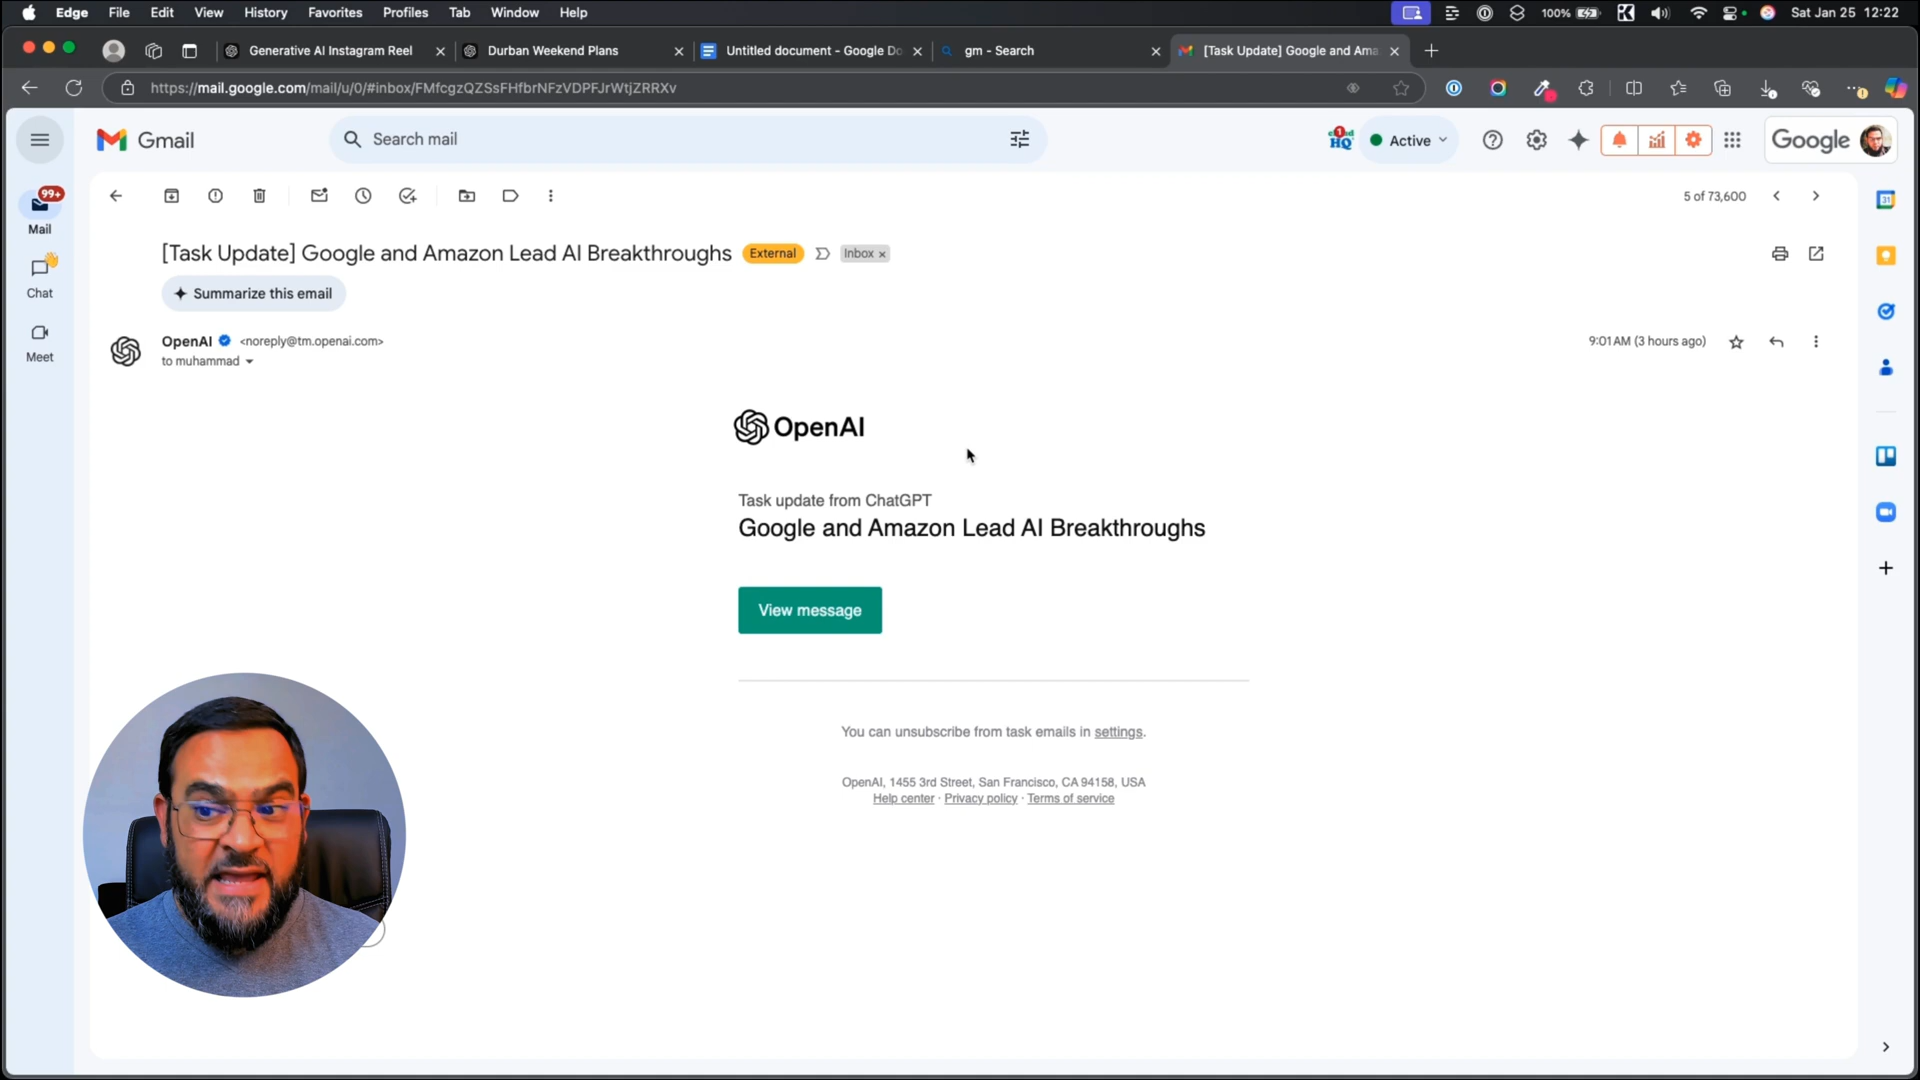 Edge File Edit View History Favorites Profiles Tab Window Help 100% Sat Jan 25 12:22
Generative AI Instagram Reel Durban Weekend Plans Untitled document - Google Do gm - Search [Task Update] Google and Ama
https://mail.google.com/mail/u/0/#inbox/FMfcgzQZSsFHfbrNFzVDPFJrWtjZRRXv
Gmail Search mail HQ 1 Active Google
99+
Mail
Chat
Meet
5 of 73,600
31
[Task Update] Google and Amazon Lead AI Breakthroughs External Inbox ×
Summarize this email
OpenAI <noreply@tm.openai.com> 9:01 AM (3 hours ago)
to muhammad
OpenAI
Task update from ChatGPT
Google and Amazon Lead AI Breakthroughs
View message
You can unsubscribe from task emails in settings.
OpenAI, 1455 3rd Street, San Francisco, CA 94158, USA
Help center · Privacy policy · Terms of service